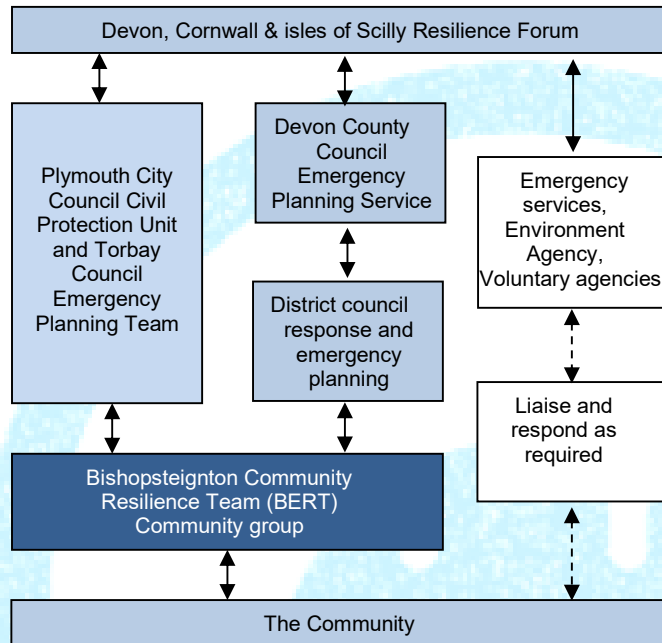 Devon, Cornwall & isles of Scilly Resilience Forum
Plymouth City
Council Civil
Protection Unit
and Torbay
Council
Emergency
Planning Team
Devon County
Council
Emergency
Planning Service
District council
response and
emergency
planning
Emergency
services,
Environment
Agency,
Voluntary agencies
Liaise and
respond as
required
Bishopsteignton Community
Resilience Team (BERT)
Community group
The Community